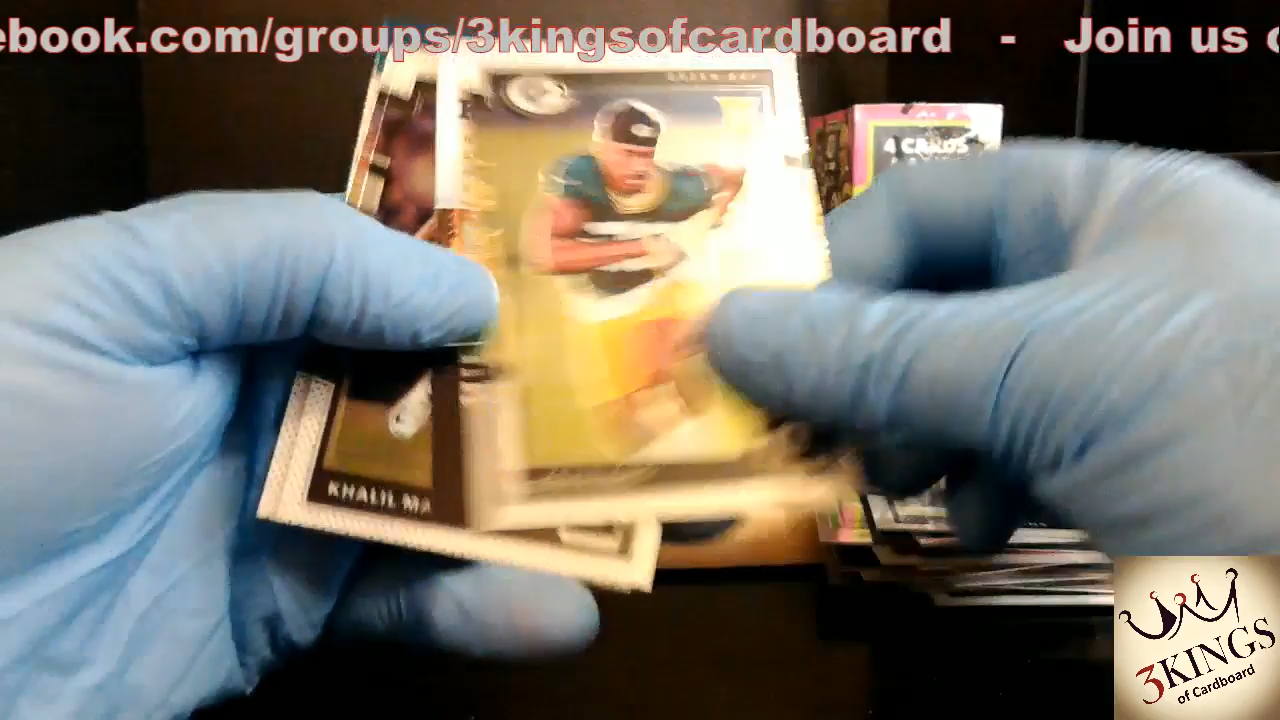 ebook.com/groups/3kingsofcardboard - Join us
GREEN BAY
4 CARDS
KHALIL MA
3KINGS
of Cardboard